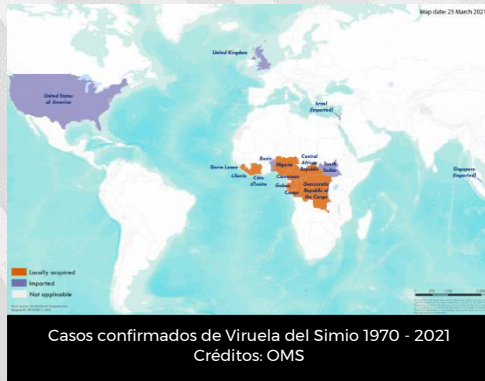 Map date: 23 March 2021
United Kingdom
United States
of America
Israel
(Imported)
Benin
Nigeria
Central
African
Republic
South
Sudan
Singapore
(Imported)
Sierra Leone
Liberia
Côte
d'Ivoire
Cameroon
Gabon
Congo
Democratic
Republic of
the Congo
Locally acquired
Imported
Not applicable
Casos confirmados de Viruela del Simio 1970 - 2021
Créditos: OMS